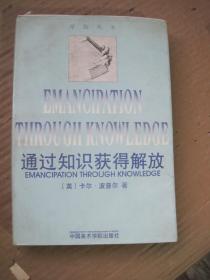 EMANCIPATION
THROUGH KNOWLEDGE
通过知识获得解放
EMANCIPATION THROUGH KNOWLEDGE
〔英〕卡尔·波普尔 著
中国美术学院出版社